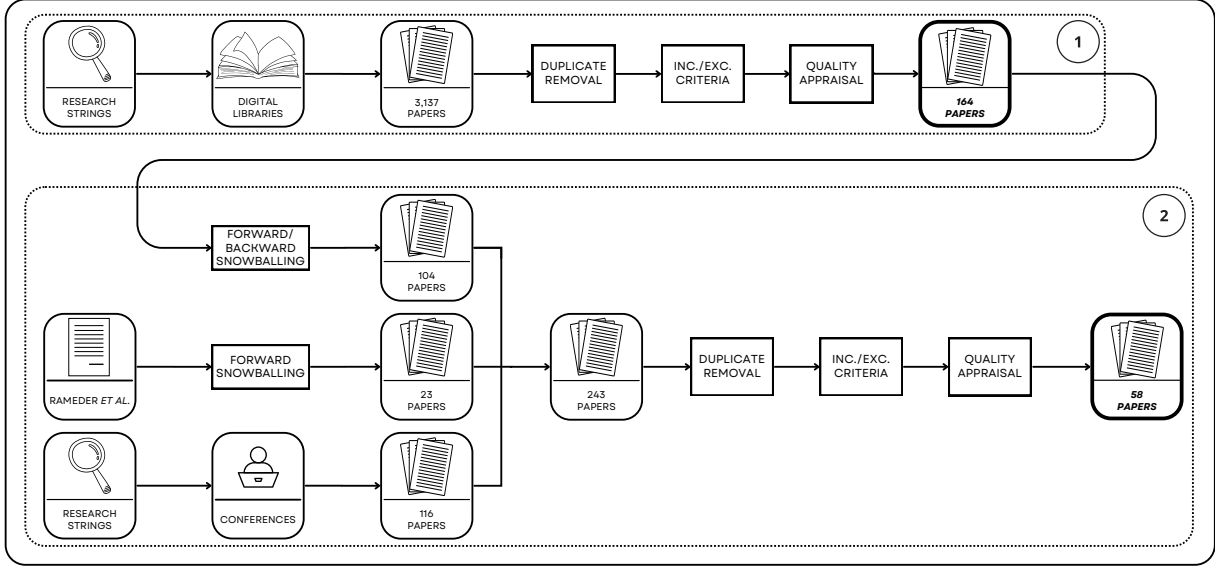 1
RESEARCH
STRINGS
DIGITAL
LIBRARIES
3,137
PAPERS
DUPLICATE
REMOVAL
INC./EXC.
CRITERIA
QUALITY
APPRAISAL
164
PAPERS
2
FORWARD/
BACKWARD
SNOWBALLING
104
PAPERS
RAMEDER ET AL.
FORWARD
SNOWBALLING
23
PAPERS
243
PAPERS
DUPLICATE
REMOVAL
INC./EXC.
CRITERIA
QUALITY
APPRAISAL
58
PAPERS
RESEARCH
STRINGS
CONFERENCES
116
PAPERS